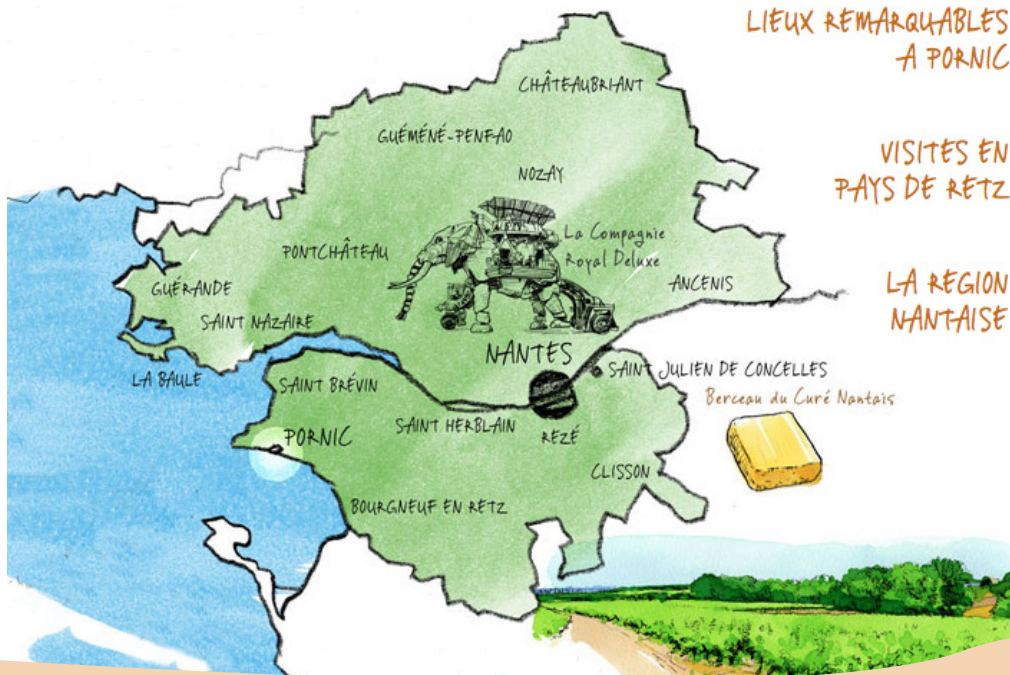 LIEUX REMARQUABLES
A PORNIC
VISITES EN
PAYS DE RETZ
LA REGION
NANTAISE
CHÂTEAUBRIANT
GUÉMÉNÉ-PENFAO
NOZAY
La Compagnie
Royal Deluxe
PONTCHÂTEAU
ANCENIS
GUÉRANDE
SAINT NAZAIRE
NANTES
LA BAULE
SAINT BRÉVIN
SAINT JULIEN DE CONCELLES
Berceau du Curé Nantais
SAINT HERBLAIN
REZÉ
PORNIC
CLISSON
BOURGNEUF EN RETZ